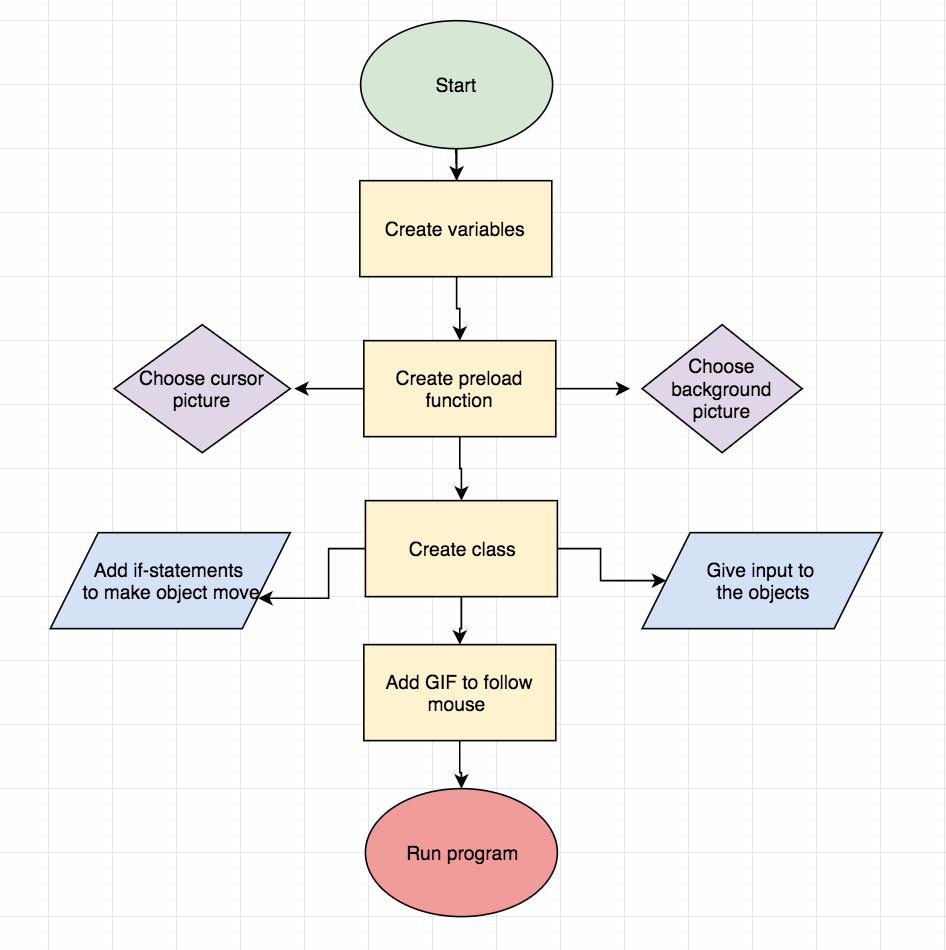 Start
Create variables
Choose cursor
picture
Create preload
function
Choose
background
picture
Add if-statements
to make object move
Create class
Give input to
the objects
Add GIF to follow
mouse
Run program